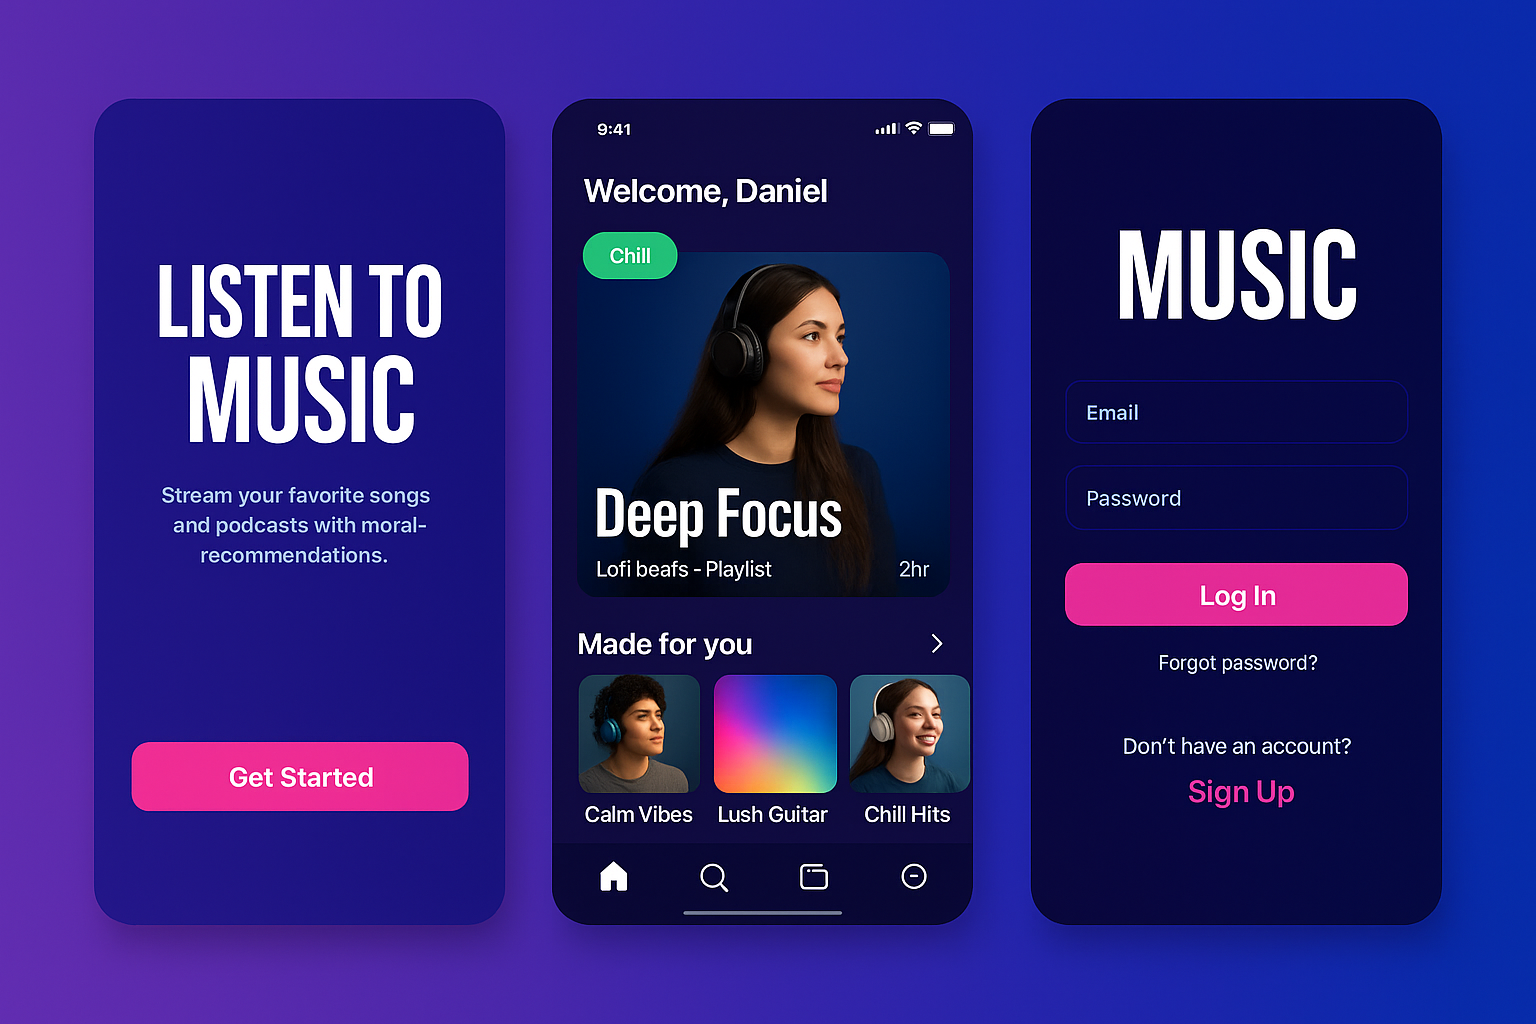 LISTEN TO
MUSIC
Stream your favorite songs
and podcasts with moral-
recommendations.
Get Started
9:41
Welcome, Daniel
Chill
Deep Focus
Lofi beafs - Playlist 2hr
Made for you
Calm Vibes Lush Guitar Chill Hits
MUSIC
Email
Password
Log In
Forgot password?
Don't have an account?
Sign Up